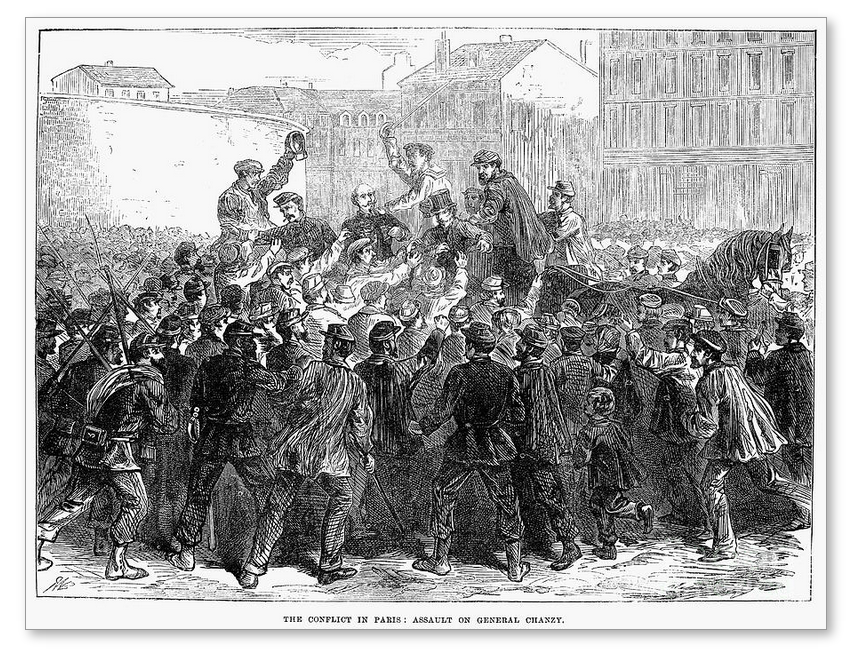 THE CONFLICT IN PARIS : ASSAULT ON GENERAL CHANZY.